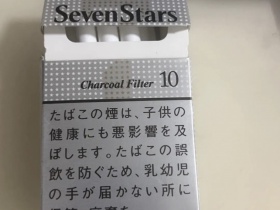 SevenStars
Charcoal Filter 10
たばこの煙は、子供の
健康にも悪影響を及
ぼします。たばこの誤
飲を防ぐため、乳幼児
の手が届かない所に